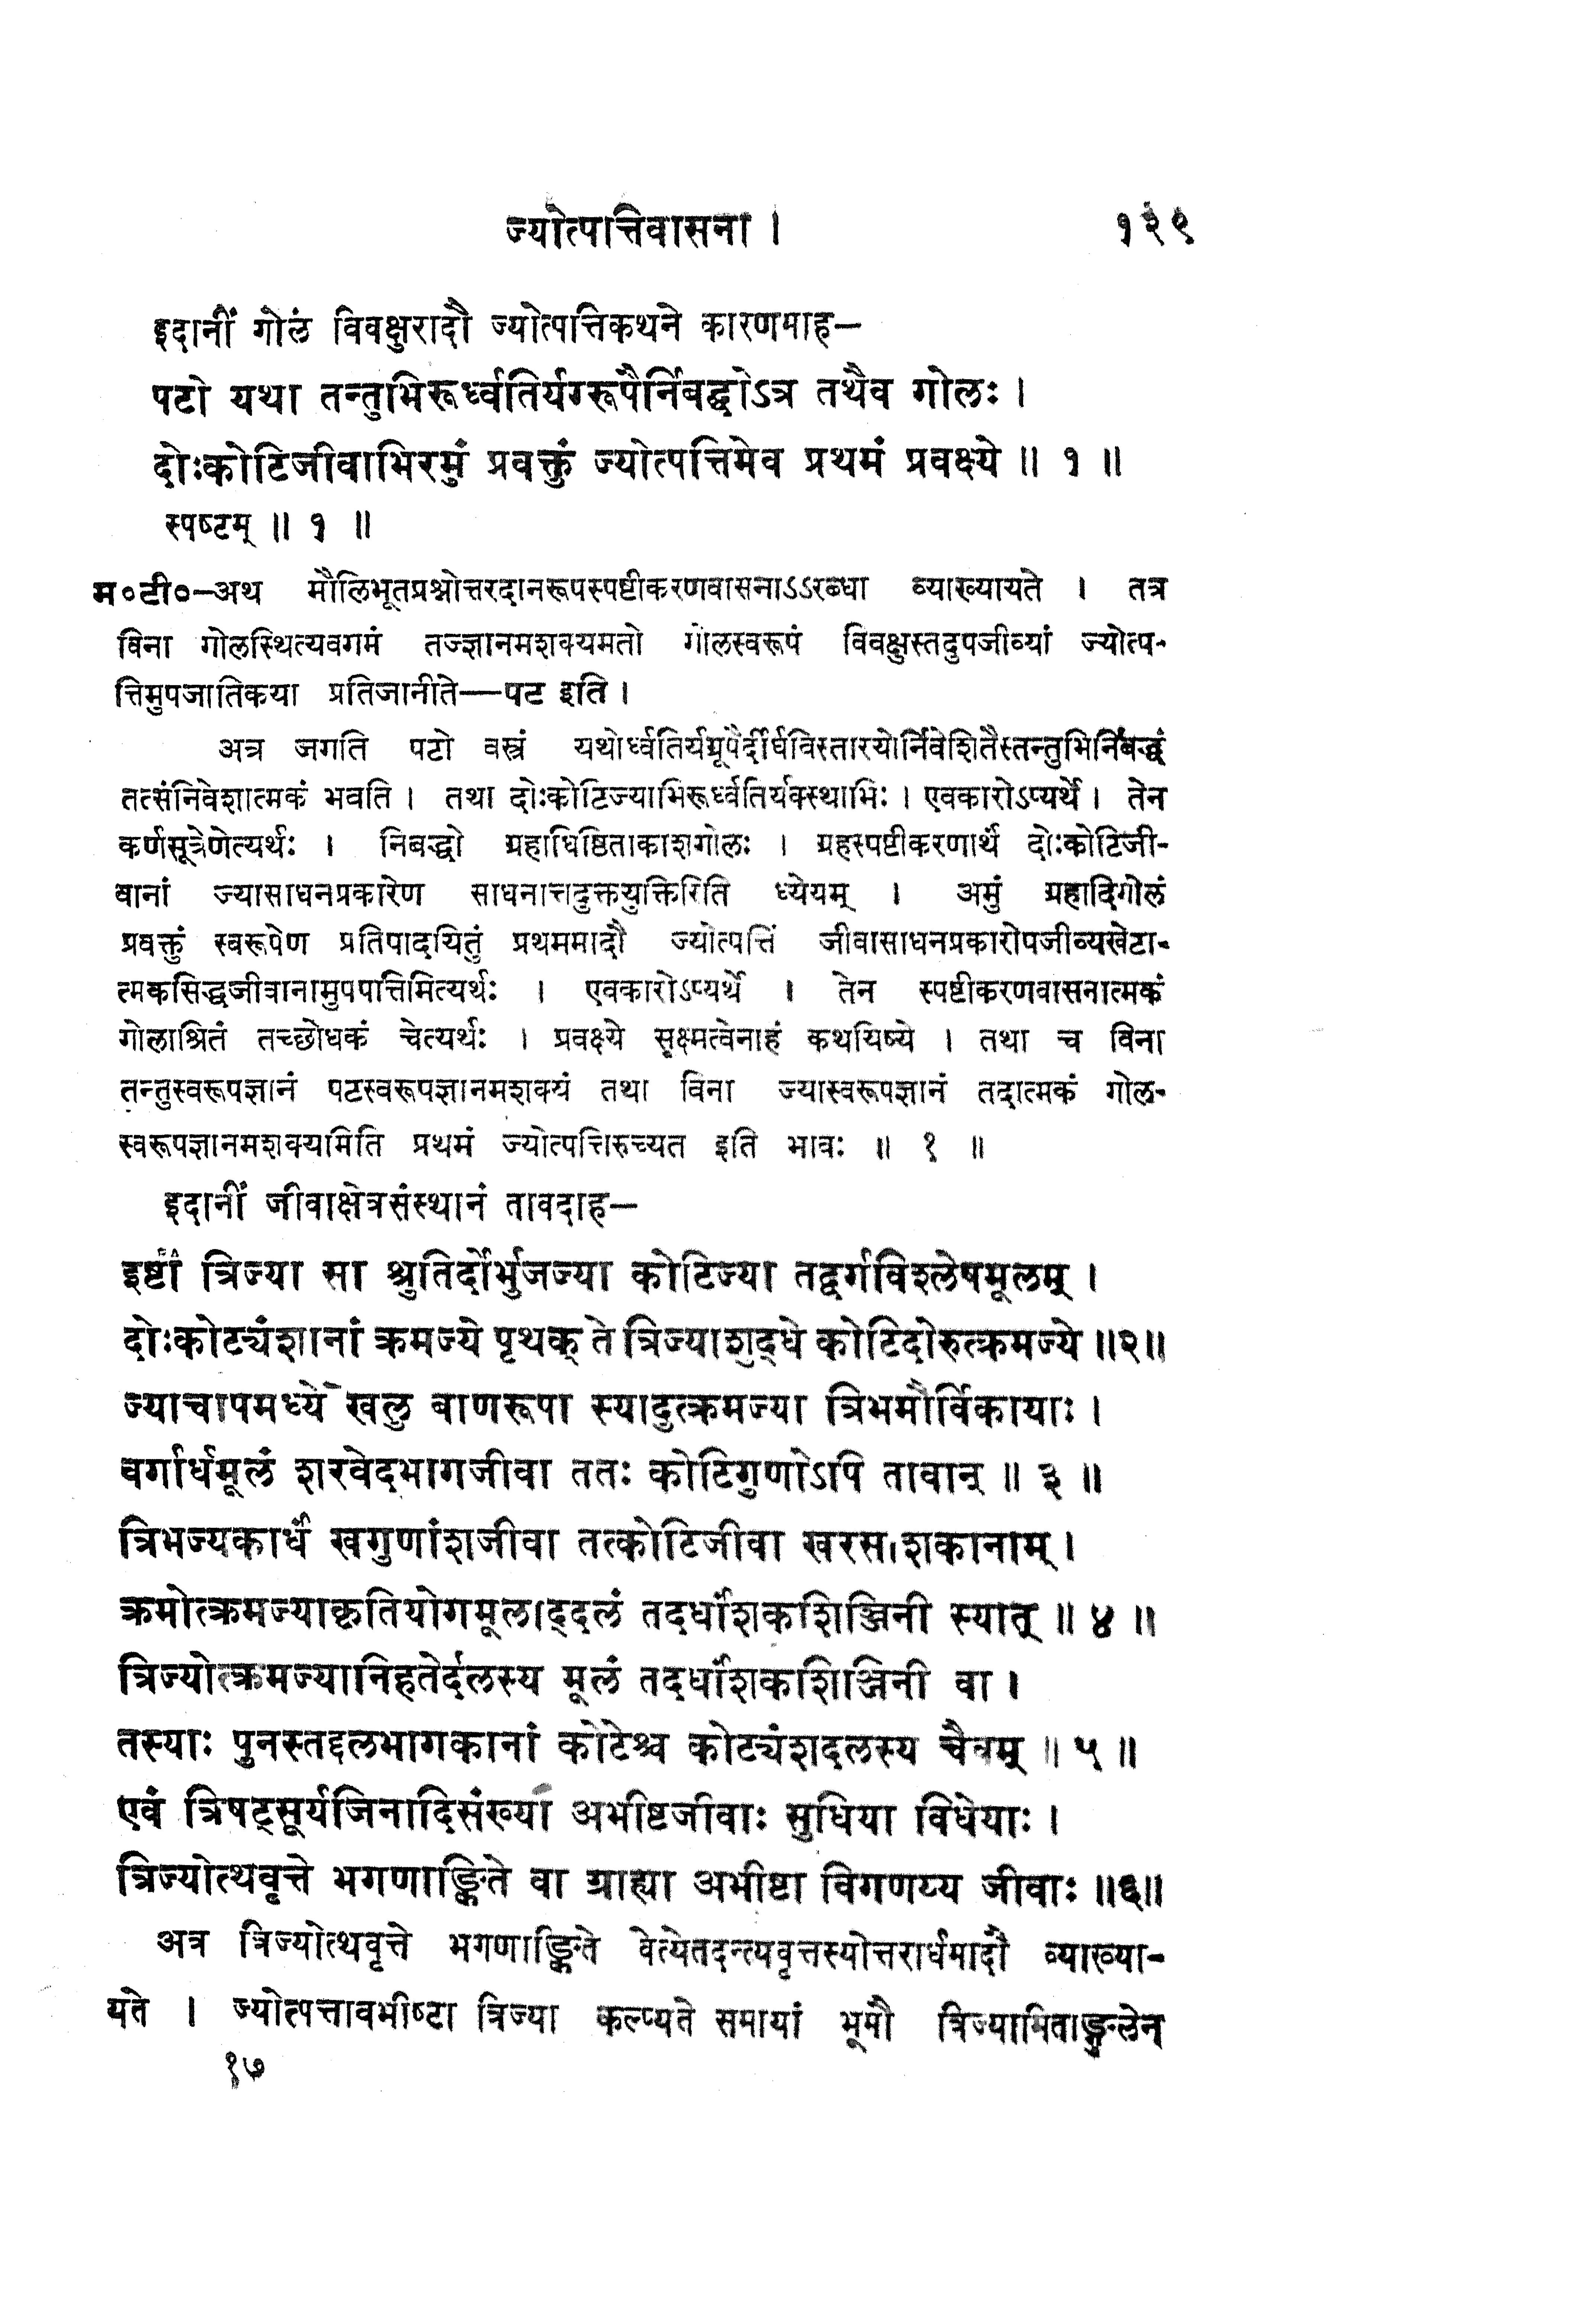 ज्योत्पत्तिवासना । १२९
इदानीं गोलं विवक्षुरादौ ज्योत्पत्तिकथने कारणमाह—
पटो यथा तन्तुभिरूर्ध्वतिर्यग्रूपैर्निबद्धोऽत्र तथैव गोलः ।
दोःकोटिजीवाभिरमुं प्रवक्तुं ज्योत्पत्तिमेव प्रथमं प्रवक्ष्ये ॥ १ ॥
स्पष्टम् ॥ १ ॥
म०टी०—अथ मौलिभूतप्रश्नोत्तरदानरूपस्पष्टीकरणवासनाऽऽरब्धा व्याख्यायते । तत्र
विना गोलस्थित्यवगमं तज्ज्ञानमशक्यमतो गोलस्वरूपं विवक्षुस्तदुपजीव्यां ज्योत्प-
त्तिमुपजातिकया प्रतिजानीते—पट इति ।
अत्र जगति पटो वस्त्रं यथोर्ध्वतिर्यग्रूपैर्दीर्घविस्तारयोर्निवेशितैस्तन्तुभिर्निबद्धं
तत्संनिवेशात्मकं भवति । तथा दोःकोटिज्याभिरूर्ध्वतिर्यक्स्थाभिः । एवकारोऽप्यर्थे । तेन
कर्णसूत्रेणेत्यर्थः । निबद्धो ग्रहाधिष्ठिताकाशगोलः । ग्रहस्पष्टीकरणार्थं दोःकोटिजी-
वानां ज्यासाधनप्रकारेण साधनात्तदुक्तयुक्तिरिति ध्येयम् । अमुं ग्रहादिगोलं
प्रवक्तुं स्वरूपेण प्रतिपादयितुं प्रथममादौ ज्योत्पत्तिं जीवासाधनप्रकारोपजीव्यखेटा-
त्मकसिद्धजीवानामुपपत्तिमित्यर्थः । एवकारोऽप्यर्थे । तेन स्पष्टीकरणवासनात्मकं
गोलाश्रितं तच्छोधकं चेत्यर्थः । प्रवक्ष्ये सूक्ष्मत्वेनाहं कथयिष्ये । तथा च विना
तन्तुस्वरूपज्ञानं पटस्वरूपज्ञानमशक्यं तथा विना ज्यास्वरूपज्ञानं तदात्मकं गोल-
स्वरूपज्ञानमशक्यमिति प्रथमं ज्योत्पत्तिरुच्यत इति भावः ॥ १ ॥
इदानीं जीवाक्षेत्रसंस्थानं तावदाह—
इष्टा त्रिज्या सा श्रुतिर्दोर्भुजज्या कोटिज्या तद्वर्गविश्लेषमूलम् ।
दोःकोट्यंशानां क्रमज्ये पृथक् ते त्रिज्याशुद्धे कोटिदोरुत्क्रमज्ये ॥२॥
ज्याचापमध्ये खलु बाणरूपा स्यादुत्क्रमज्या त्रिभमौर्विकायाः ।
वर्गार्धमूलं शरवेदभागजीवा ततः कोटिगुणोऽपि तावान् ॥ ३ ॥
त्रिभज्यकार्धं खगुणांशजीवा तत्कोटिजीवा खरसांशकानाम् ।
क्रमोत्क्रमज्याकृतियोगमूलाद्दलं तदर्धांशकशिञ्जिनी स्यात् ॥ ४ ॥
त्रिज्योत्क्रमज्यानिहतेर्दलस्य मूलं तदर्धांशकशिञ्जिनी वा ।
तस्याः पुनस्तद्दलभागकानां कोटेश्च कोट्यंशदलस्य चैवम् ॥ ५ ॥
एवं त्रिषट्सूर्यजिनादिसंख्या अभीष्टजीवाः सुधिया विधेयाः ।
त्रिज्योत्थवृत्ते भगणाङ्किते वा ग्राह्या अभीष्टा विगणय्य जीवाः ॥६॥
अत्र त्रिज्योत्थवृत्ते भगणाङ्किते वेत्येतदन्त्यवृत्तस्योत्तरार्धमादौ व्याख्या-
यते । ज्योत्पत्तावभीष्टा त्रिज्या कल्प्यते समायां भूमौ त्रिज्यामिताङ्गुलेन
१७